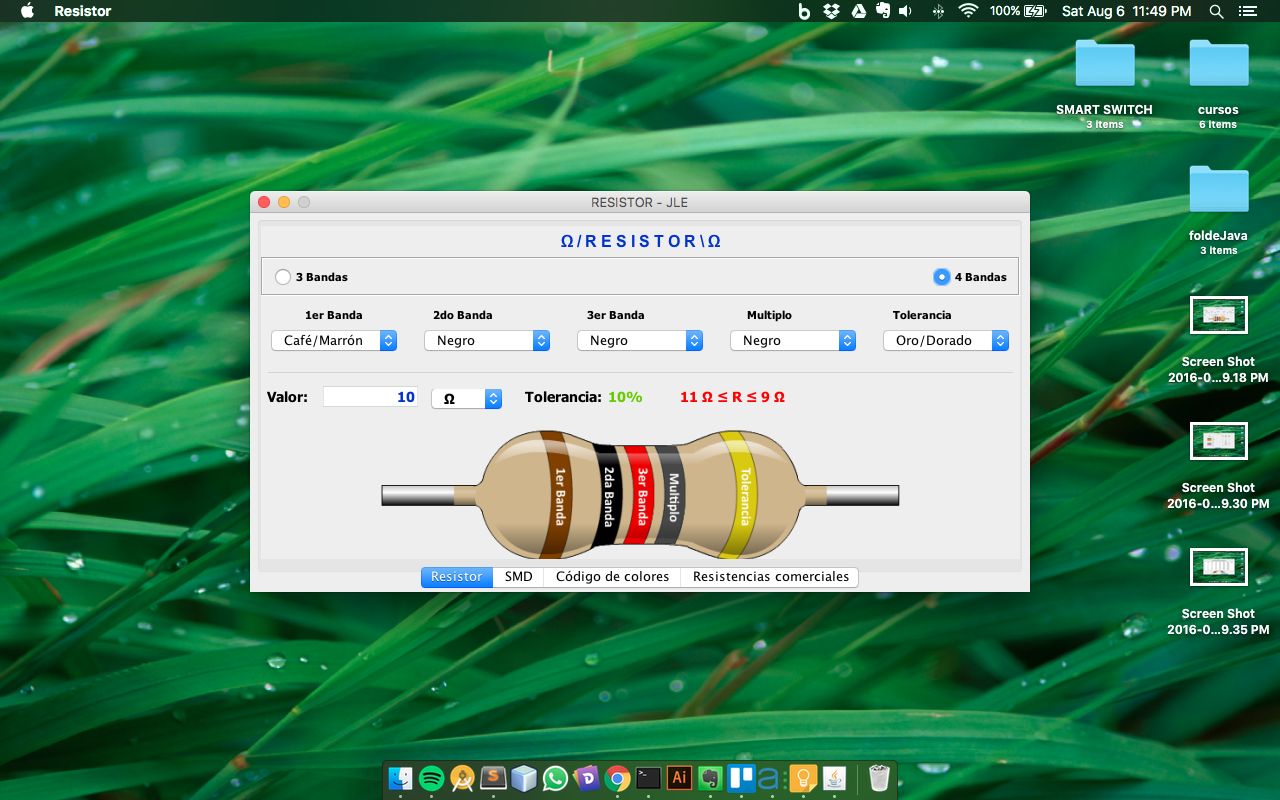 Resistor
100%
Sat Aug 6 11:49 PM
SMART SWITCH
3 items
cursos
6 items
foldeJava
3 items
Screen Shot
2016-0...9.18 PM
Screen Shot
2016-0...9.30 PM
Screen Shot
2016-0...9.35 PM
RESISTOR - JLE
Ω/RESISTOR\Ω
3 Bandas
4 Bandas
1er Banda
2do Banda
3er Banda
Multiplo
Tolerancia
Café/Marrón
Negro
Negro
Negro
Oro/Dorado
Valor: 10 Ω Tolerancia: 10% 11 Ω ≤ R ≤ 9 Ω
1er Banda
2da Banda
3er Banda
Multiplo
Tolerancia
Resistor
SMD
Código de colores
Resistencias comerciales
Ai